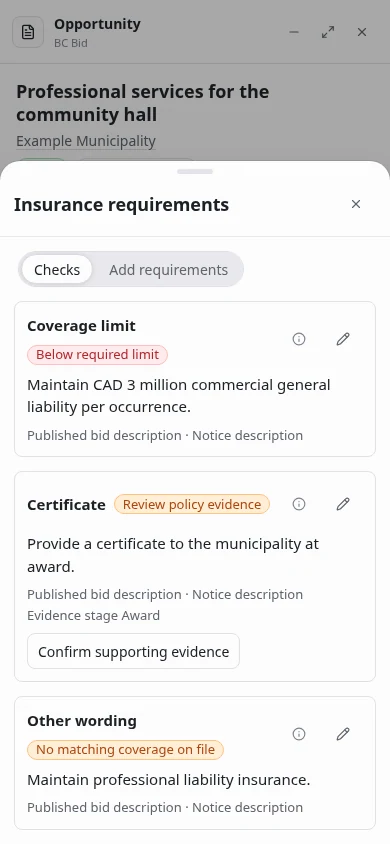 Opportunity
BC Bid
Professional services for the
community hall
Example Municipality
Insurance requirements
Checks
Add requirements
Coverage limit
Below required limit
Maintain CAD 3 million commercial general
liability per occurrence.
Published bid description · Notice description
Certificate
Review policy evidence
Provide a certificate to the municipality at
award.
Published bid description · Notice description
Evidence stage Award
Confirm supporting evidence
Other wording
No matching coverage on file
Maintain professional liability insurance.
Published bid description · Notice description